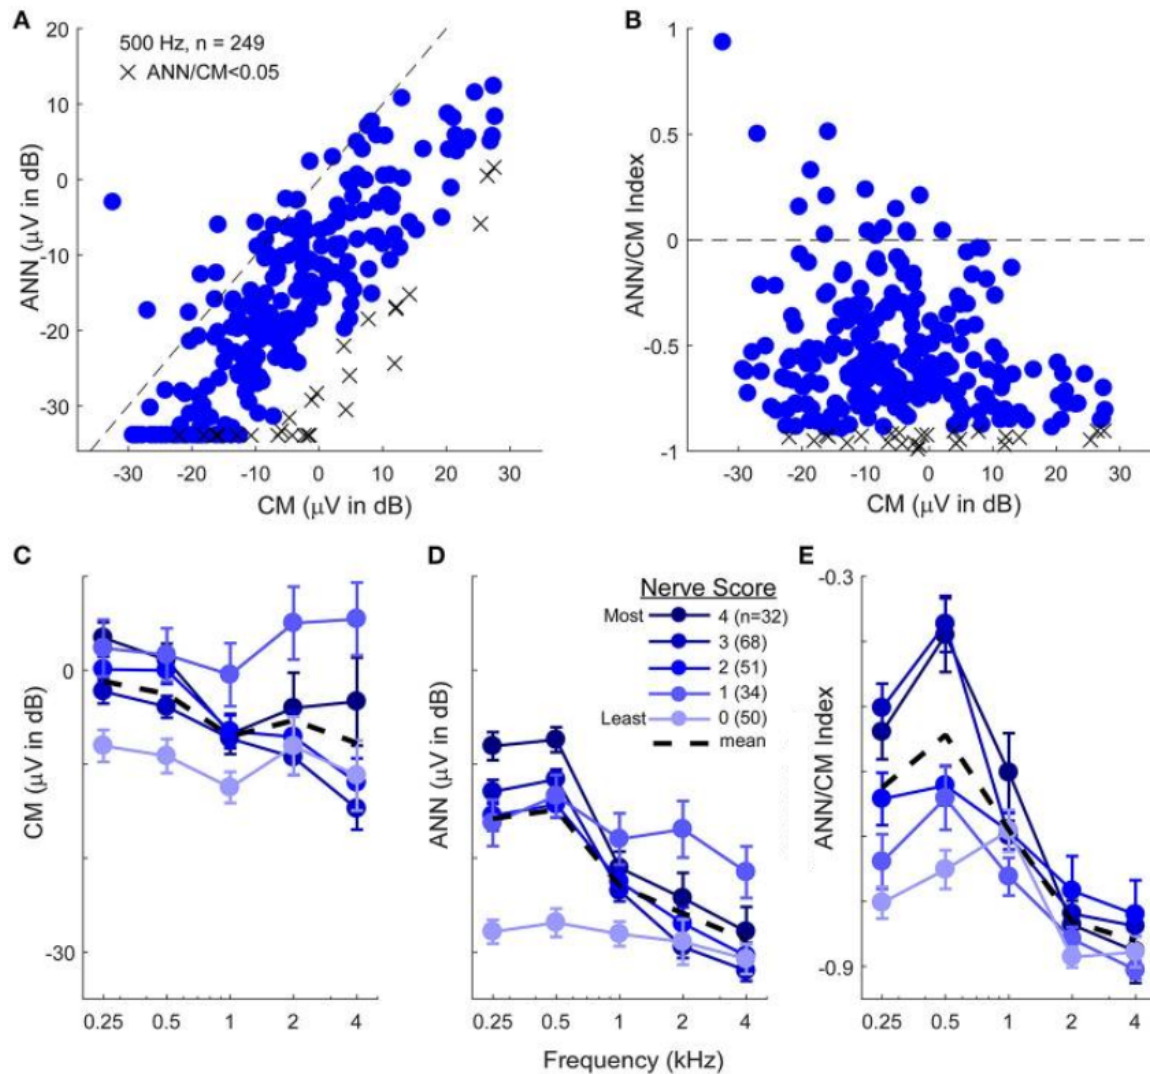 A
20
10
0
-10
-20
-30
ANN (μV in dB)
500 Hz, n = 249
ANN/CM<0.05
-30
-20
-10
0
10
20
30
CM (μV in dB)
B
1
0.5
0
-0.5
-1
ANN/CM Index
-30
-20
-10
0
10
20
30
CM (μV in dB)
C
0
-30
CM (μV in dB)
0.25
0.5
1
2
4
D
ANN (μV in dB)
Nerve Score
Most 4 (n=32)
3 (68)
2 (51)
1 (34)
Least 0 (50)
mean
0.25
0.5
1
2
4
E
-0.3
-0.9
ANN/CM Index
0.25
0.5
1
2
4
Frequency (kHz)